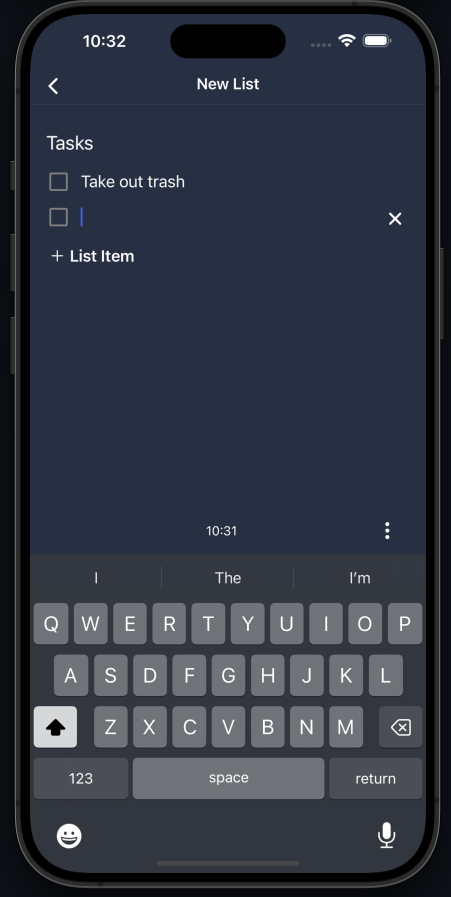 10:32
New List
Tasks
Take out trash
+ List Item
10:31
I The I'm
Q W E R T Y U I O P
A S D F G H J K L
Z X C V B N M
123 space return